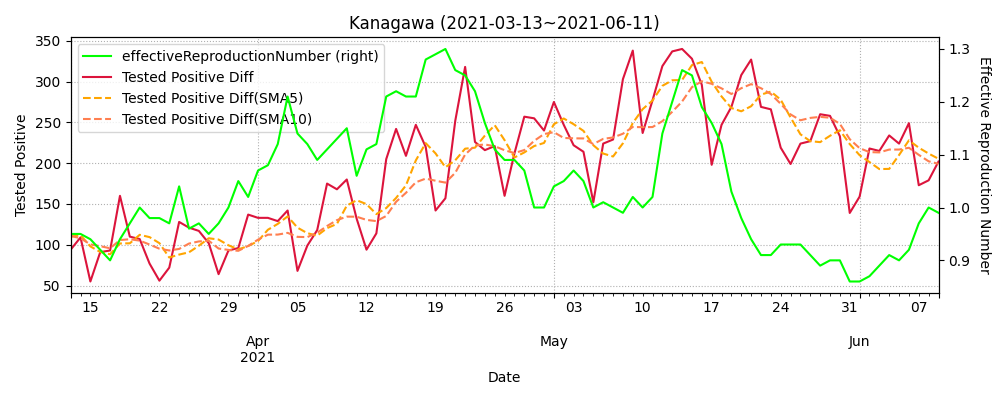 Kanagawa (2021-03-13~2021-06-11)
effectiveReproductionNumber (right)
Tested Positive Diff
Tested Positive Diff(SMA5)
Tested Positive Diff(SMA10)
Tested Positive
350
300
250
200
150
100
50
Effective Reproduction Number
1.3
1.2
1.1
1.0
0.9
15 22 29 05 12 19 26 03 10 17 24 31 07
Apr May Jun
2021
Date